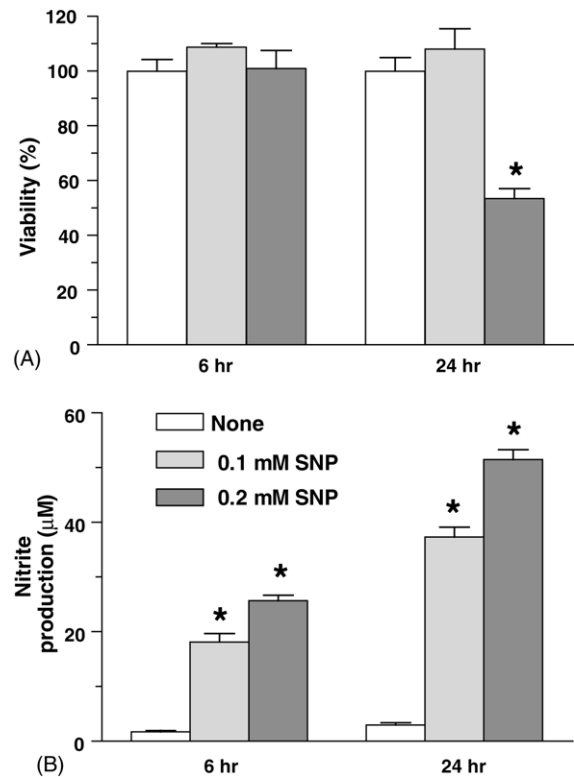 120
100
80
60
40
20
0
Viability (%)
*
(A)
6 hr
24 hr
60
40
20
0
Nitrite
production (μM)
None
0.1 mM SNP
0.2 mM SNP
*
*
*
*
(B)
6 hr
24 hr